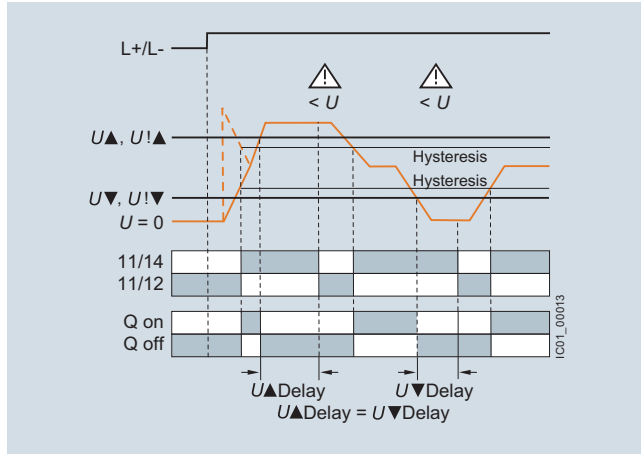 L+/L-
< U
< U
U▲, U!▲
Hysteresis
Hysteresis
U▼, U!▼
U = 0
11/14
11/12
Q on
Q off
IC01_00013
U▲Delay
U▼Delay
U▲Delay = U▼Delay